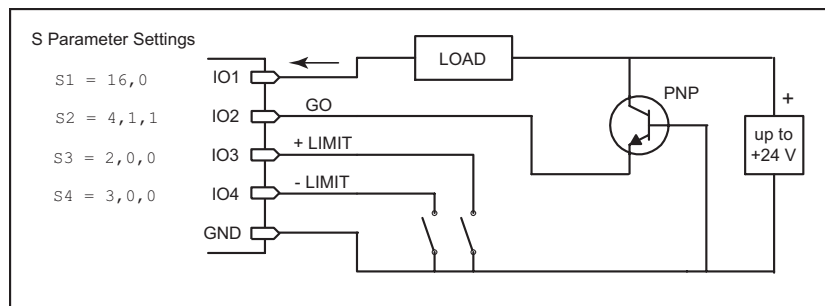 S Parameter Settings
S1 = 16,0
S2 = 4,1,1
S3 = 2,0,0
S4 = 3,0,0
IO1
IO2
IO3
IO4
GND
GO
+ LIMIT
- LIMIT
LOAD
PNP
+
up to
+24 V